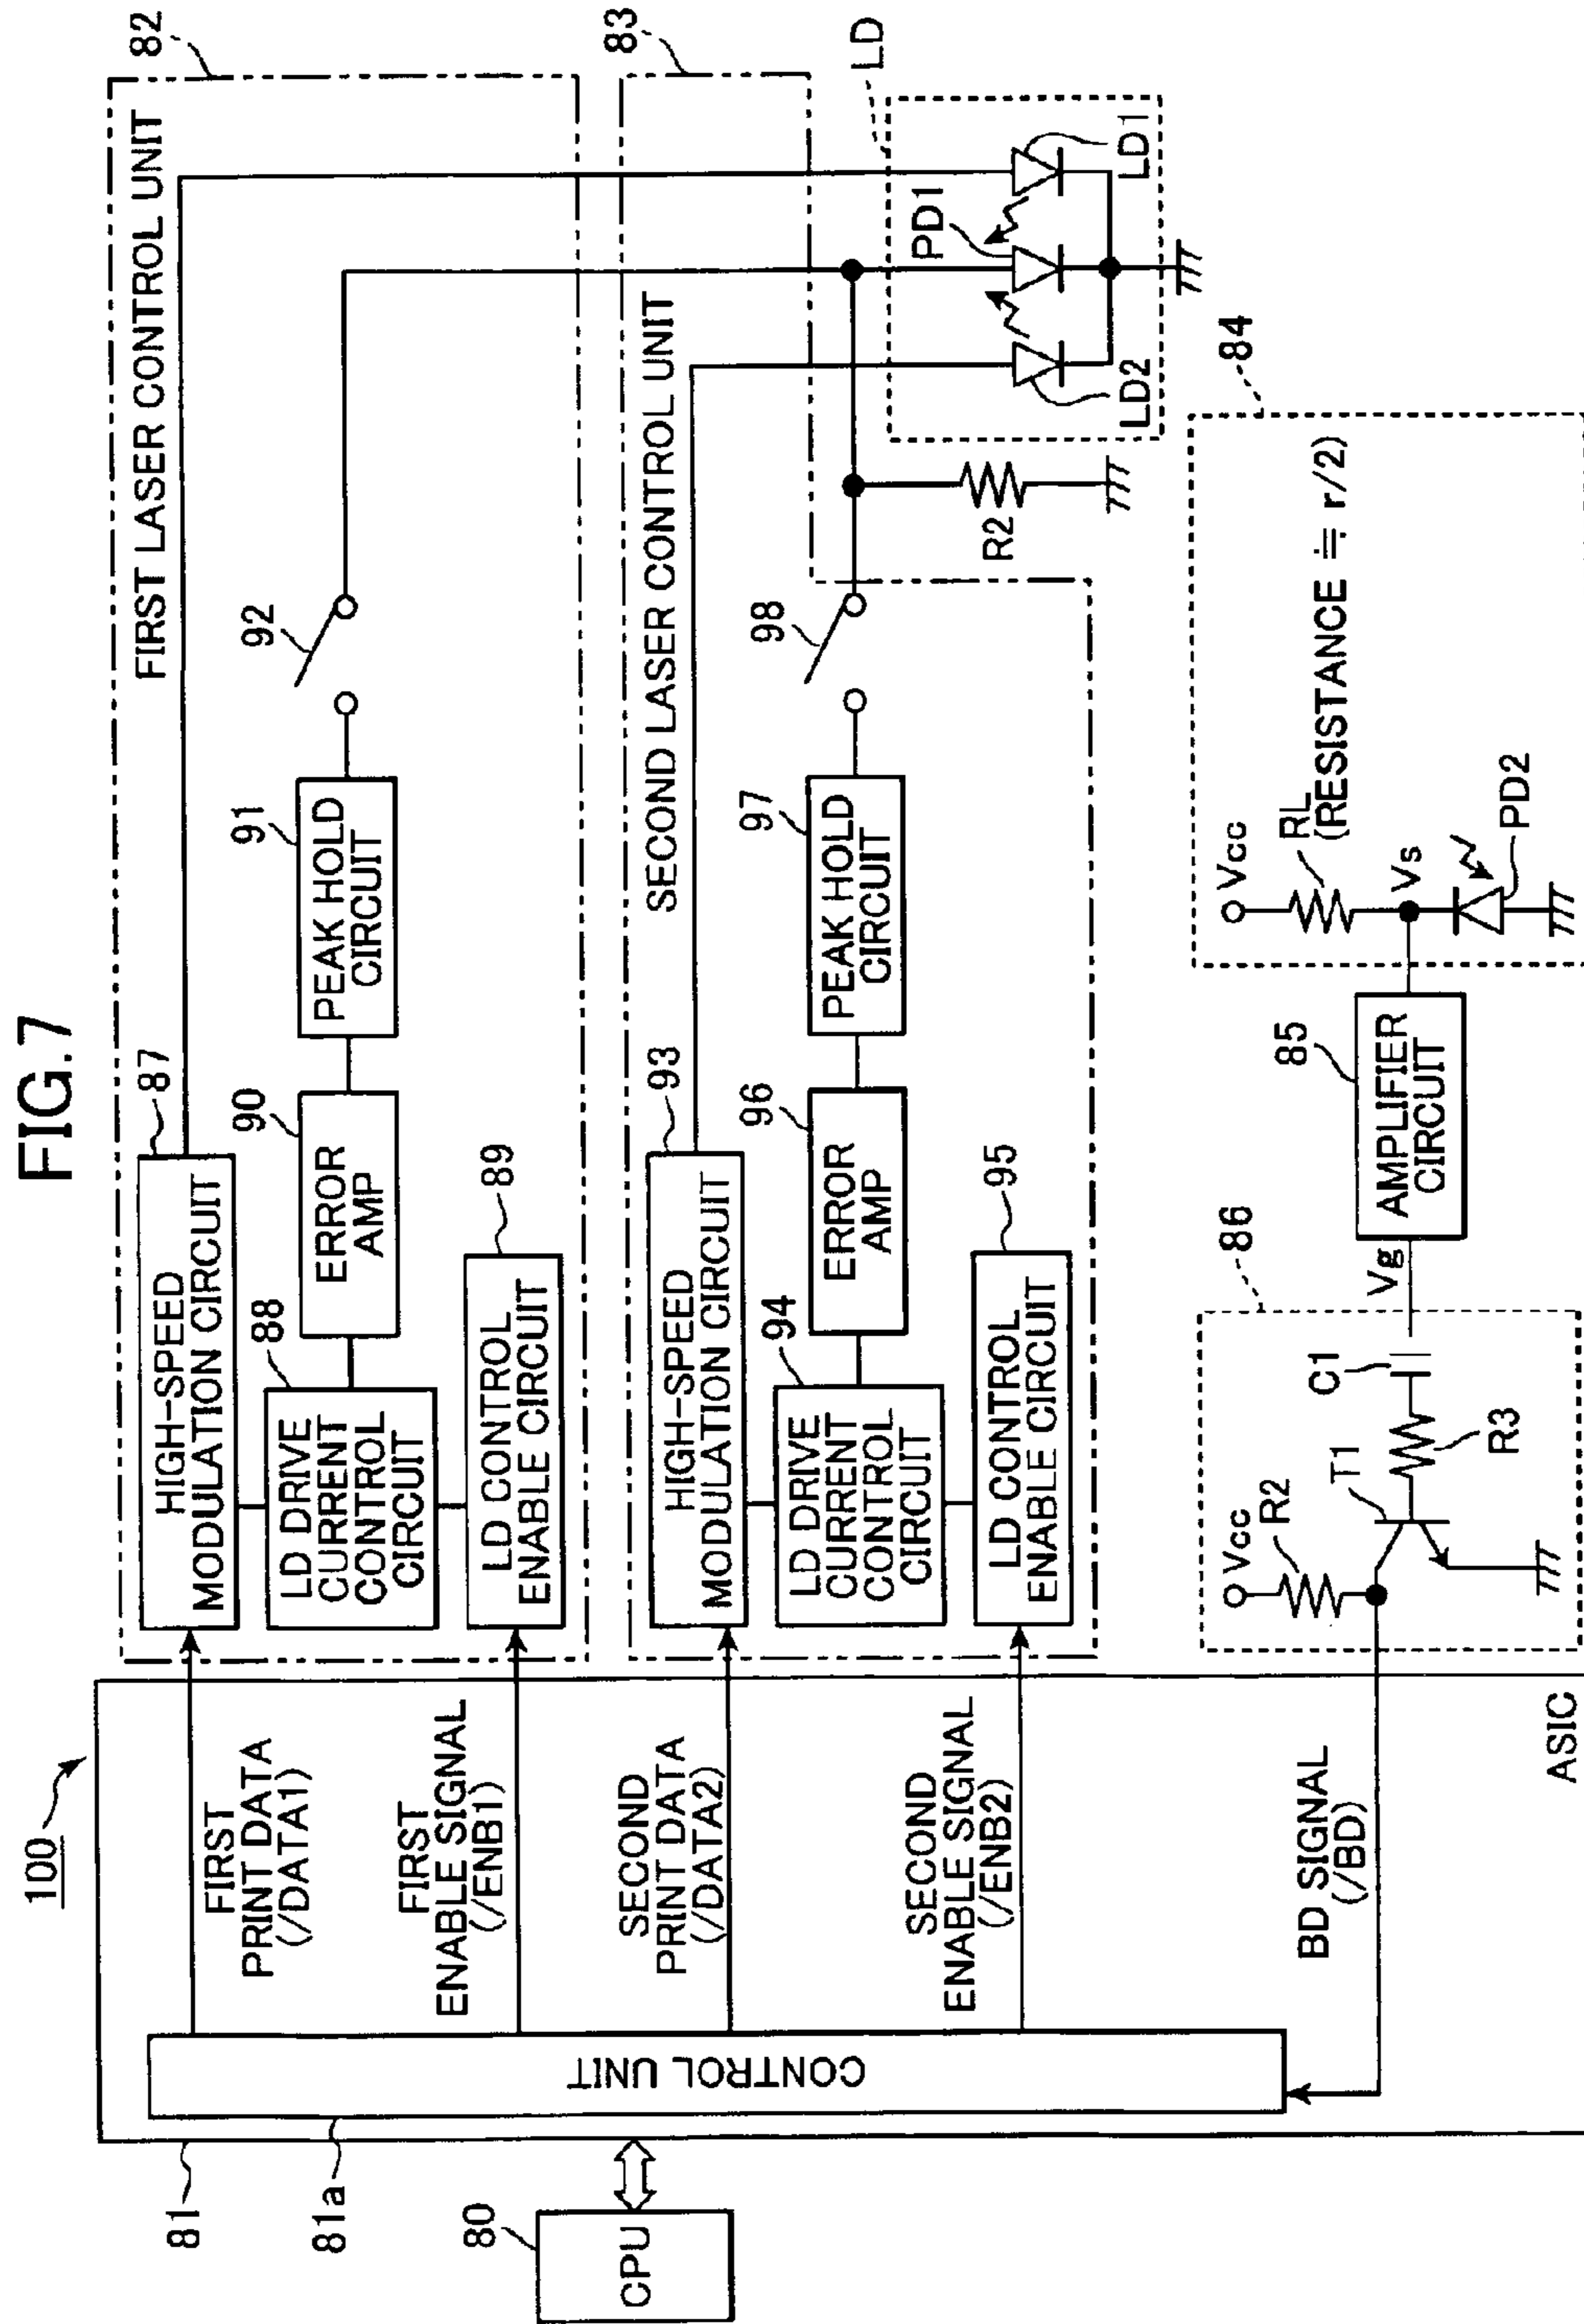 FIG.7
100
81
81a
80
CPU
CONTROL UNIT
FIRST
PRINT DATA
(/DATA1)
FIRST
ENABLE SIGNAL
(/ENB1)
SECOND
PRINT DATA
(/DATA2)
SECOND
ENABLE SIGNAL
(/ENB2)
BD SIGNAL
(/BD)
ASIC
FIRST LASER CONTROL UNIT
82
HIGH-SPEED
MODULATION CIRCUIT
87
88
LD DRIVE
CURRENT
CONTROL
CIRCUIT
LD CONTROL
ENABLE CIRCUIT
89
90
ERROR
AMP
91
PEAK HOLD
CIRCUIT
92
SECOND LASER CONTROL UNIT
83
HIGH-SPEED
MODULATION CIRCUIT
93
94
LD DRIVE
CURRENT
CONTROL
CIRCUIT
LD CONTROL
ENABLE CIRCUIT
95
96
ERROR
AMP
97
PEAK HOLD
CIRCUIT
98
R2
LD
PD1
LD1
LD2
86
Vcc
R2
T1
R3
C1
Vg
85
AMPLIFIER
CIRCUIT
84
Vcc
RL
(RESISTANCE ≒ r/2)
Vs
PD2